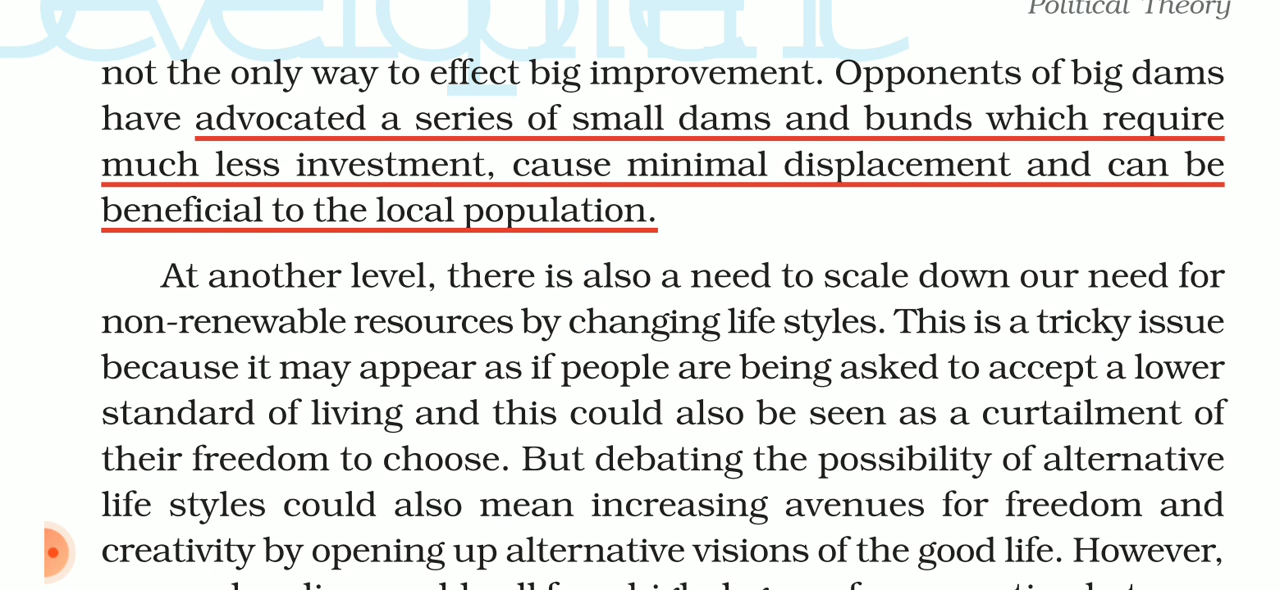 Political Theory
not the only way to effect big improvement. Opponents of big dams
have advocated a series of small dams and bunds which require
much less investment, cause minimal displacement and can be
beneficial to the local population.
At another level, there is also a need to scale down our need for
non-renewable resources by changing life styles. This is a tricky issue
because it may appear as if people are being asked to accept a lower
standard of living and this could also be seen as a curtailment of
their freedom to choose. But debating the possibility of alternative
life styles could also mean increasing avenues for freedom and
creativity by opening up alternative visions of the good life. However,